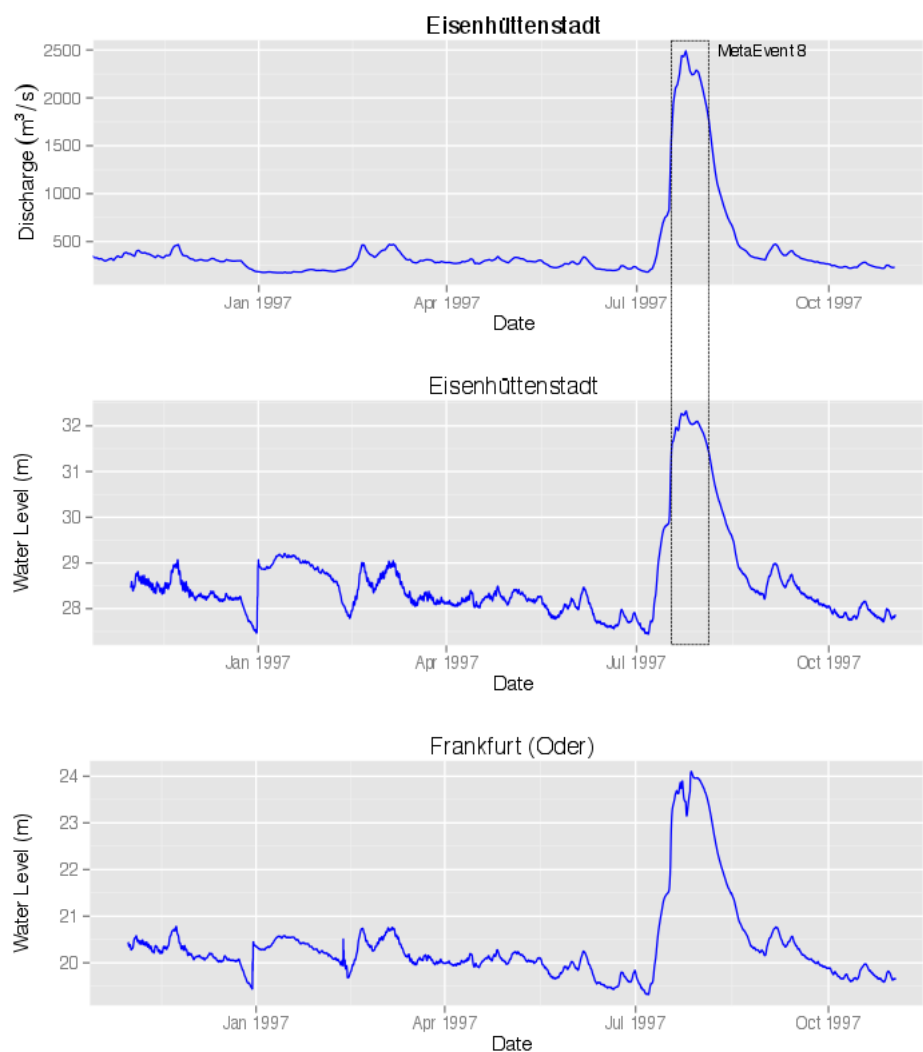 Eisenhüttenstadt
MetaEvent 8
Discharge (m³/s)
2500
2000
1500
1000
500
Jan 1997 Apr 1997 Jul 1997 Oct 1997
Date
Eisenhüttenstadt
Water Level (m)
32
31
30
29
28
Jan 1997 Apr 1997 Jul 1997 Oct 1997
Date
Frankfurt (Oder)
Water Level (m)
24
23
22
21
20
Jan 1997 Apr 1997 Jul 1997 Oct 1997
Date